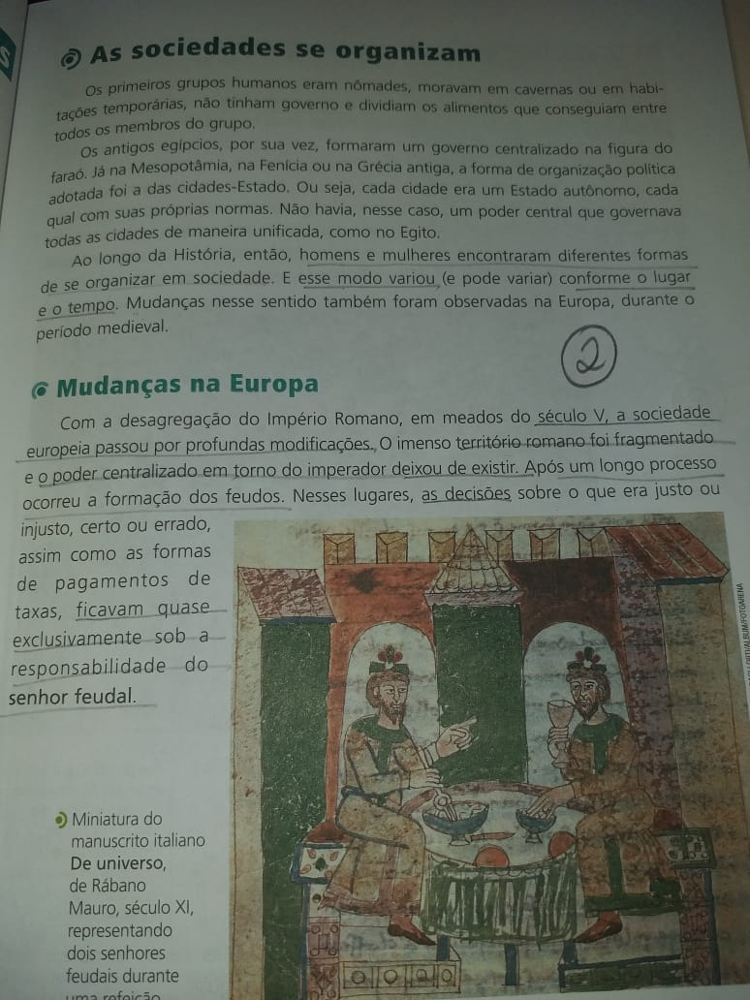 As sociedades se organizam
Os primeiros grupos humanos eram nômades, moravam em cavernas ou em habi-
tações temporárias, não tinham governo e dividiam os alimentos que conseguiam entre
todos os membros do grupo.
Os antigos egípcios, por sua vez, formaram um governo centralizado na figura do
faraó. Já na Mesopotâmia, na Fenícia ou na Grécia antiga, a forma de organização política
adotada foi a das cidades-Estado. Ou seja, cada cidade era um Estado autônomo, cada
qual com suas próprias normas. Não havia, nesse caso, um poder central que governava
todas as cidades de maneira unificada, como no Egito.
Ao longo da História, então, homens e mulheres encontraram diferentes formas
de se organizar em sociedade. E esse modo variou (e pode variar) conforme o lugar
e o tempo. Mudanças nesse sentido também foram observadas na Europa, durante o
período medieval.
2
Mudanças na Europa
Com a desagregação do Império Romano, em meados do século V, a sociedade
europeia passou por profundas modificações. O imenso território romano foi fragmentado
e o poder centralizado em torno do imperador deixou de existir. Após um longo processo
ocorreu a formação dos feudos. Nesses lugares, as decisões sobre o que era justo ou
injusto, certo ou errado,
assim como as formas
de pagamentos de
taxas, ficavam quase
exclusivamente sob a
responsabilidade do
senhor feudal.
Miniatura do
manuscrito italiano
De universo,
de Rábano
Mauro, século XI,
representando
dois senhores
feudais durante
uma refeição